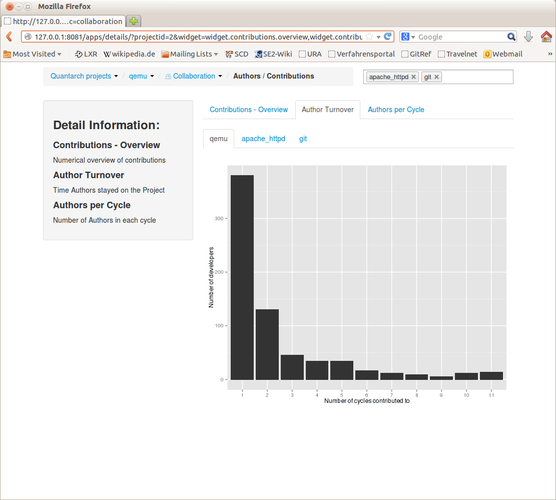 Mozilla Firefox
http://127.0.0....c=collaboration
127.0.0.1:8081/apps/details/?projectid=2&widget=widget.contributions.overview,widget.contribu
Google
Most Visited LXR wikipedia.de Mailing Lists SCD SE2-Wiki URA Verfahrensportal GitRef Travelnet Webmail
Quantarch projects / qemu / Collaboration / Authors / Contributions
apache_httpd × git ×
Contributions - Overview Author Turnover Authors per Cycle
qemu apache_httpd git
Detail Information:
Contributions - Overview
Numerical overview of contributions
Author Turnover
Time Authors stayed on the Project
Authors per Cycle
Number of Authors in each cycle
Number of developers
300
200
100
0
1 2 3 4 5 6 7 8 9 10 11
Number of cycles contributed to